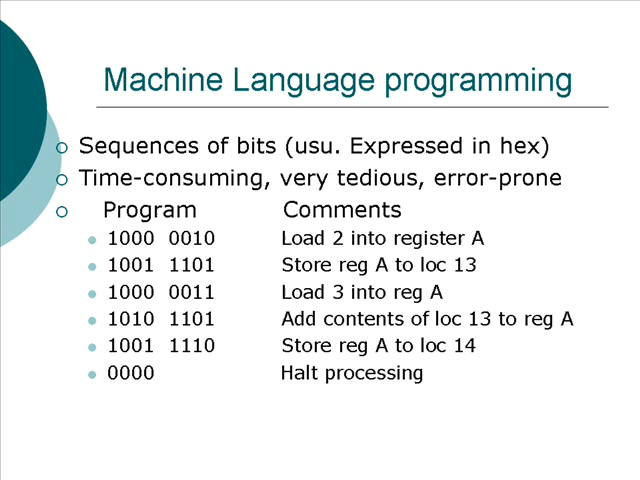 Machine Language programming
Sequences of bits (usu. Expressed in hex)
Time-consuming, very tedious, error-prone
Program Comments
1000 0010 Load 2 into register A
1001 1101 Store reg A to loc 13
1000 0011 Load 3 into reg A
1010 1101 Add contents of loc 13 to reg A
1001 1110 Store reg A to loc 14
0000 Halt processing